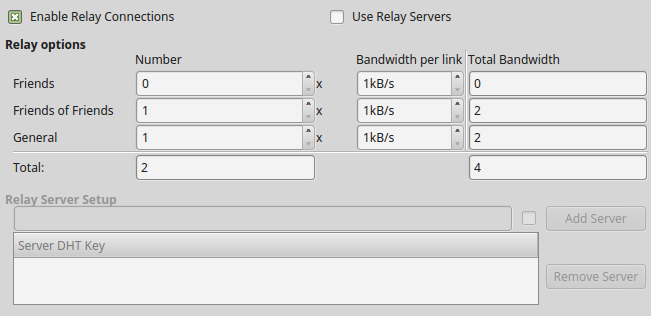 Enable Relay Connections Use Relay Servers
Relay options
Number Bandwidth per link Total Bandwidth
Friends 0 x 1kB/s 0
Friends of Friends 1 x 1kB/s 2
General 1 x 1kB/s 2
Total: 2 4
Relay Server Setup
Add Server
Server DHT Key
Remove Server